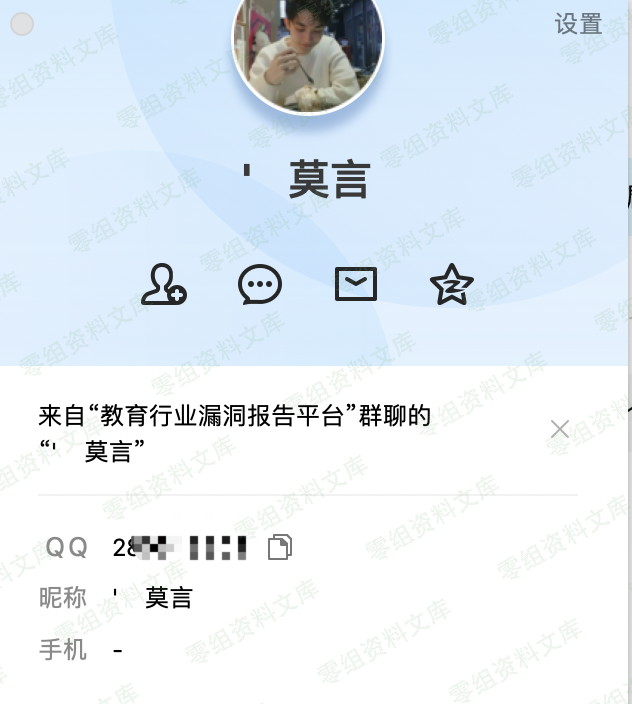 设置
' 莫言
来自“教育行业漏洞报告平台”群聊的
“' 莫言”
QQ 28
昵称 ' 莫言
手机 -
零组资料文库